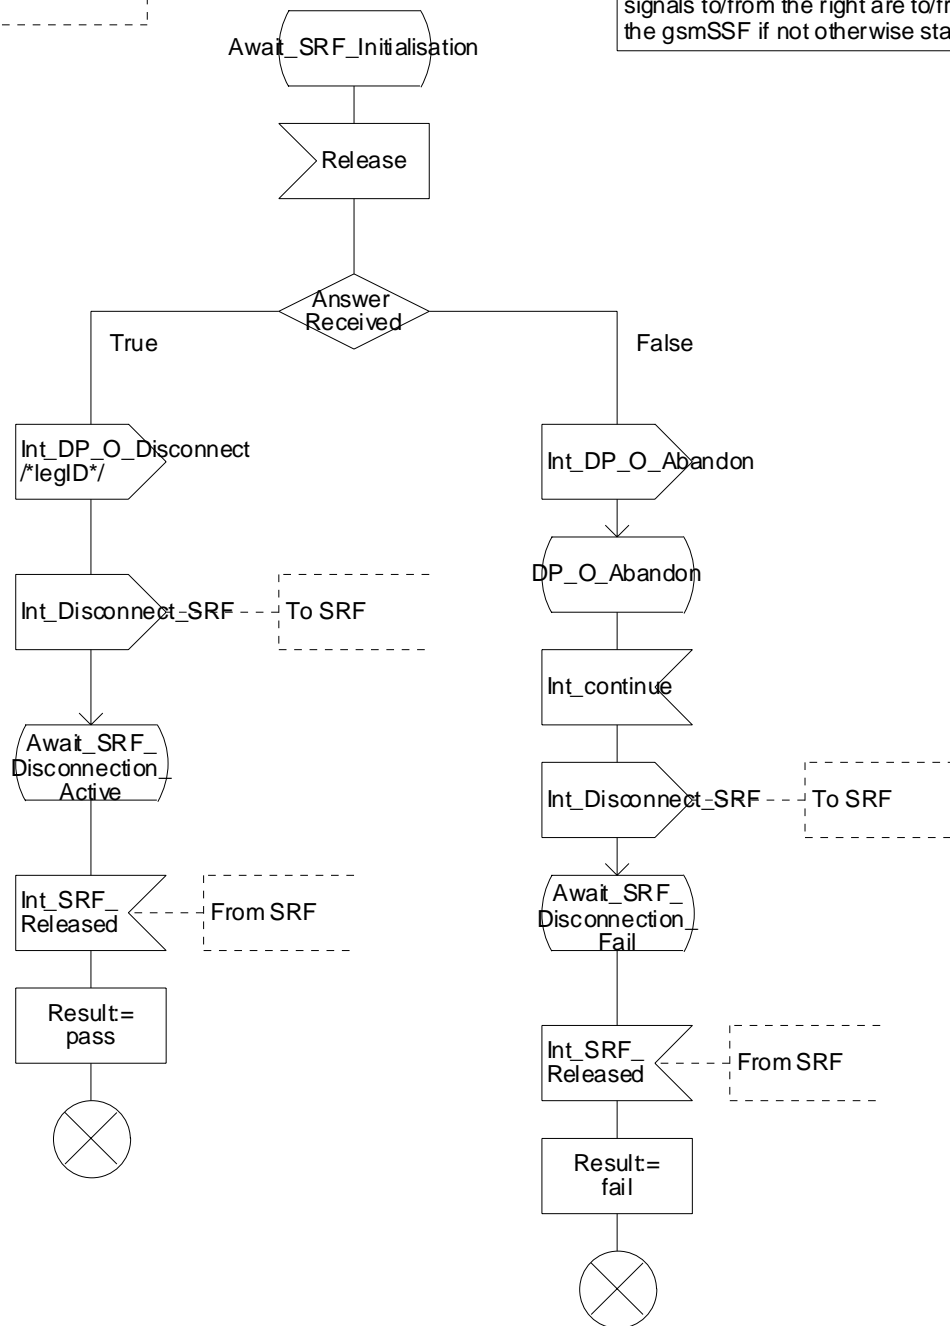 signals to/from the right are to/fr
the gsmSSF if not otherwise sta
Await_SRF_Initialisation
Release
Answer
Received
True
False
Int_DP_O_Disconnect
/*legID*/
Int_DP_O_Abandon
DP_O_Abandon
Int_Disconnect_SRF
To SRF
Int_continue
Await_SRF_
Disconnection_
Active
Int_Disconnect_SRF
To SRF
Int_SRF_
Released
From SRF
Await_SRF_
Disconnection_
Fail
Result:=
pass
Int_SRF_
Released
From SRF
Result:=
fail